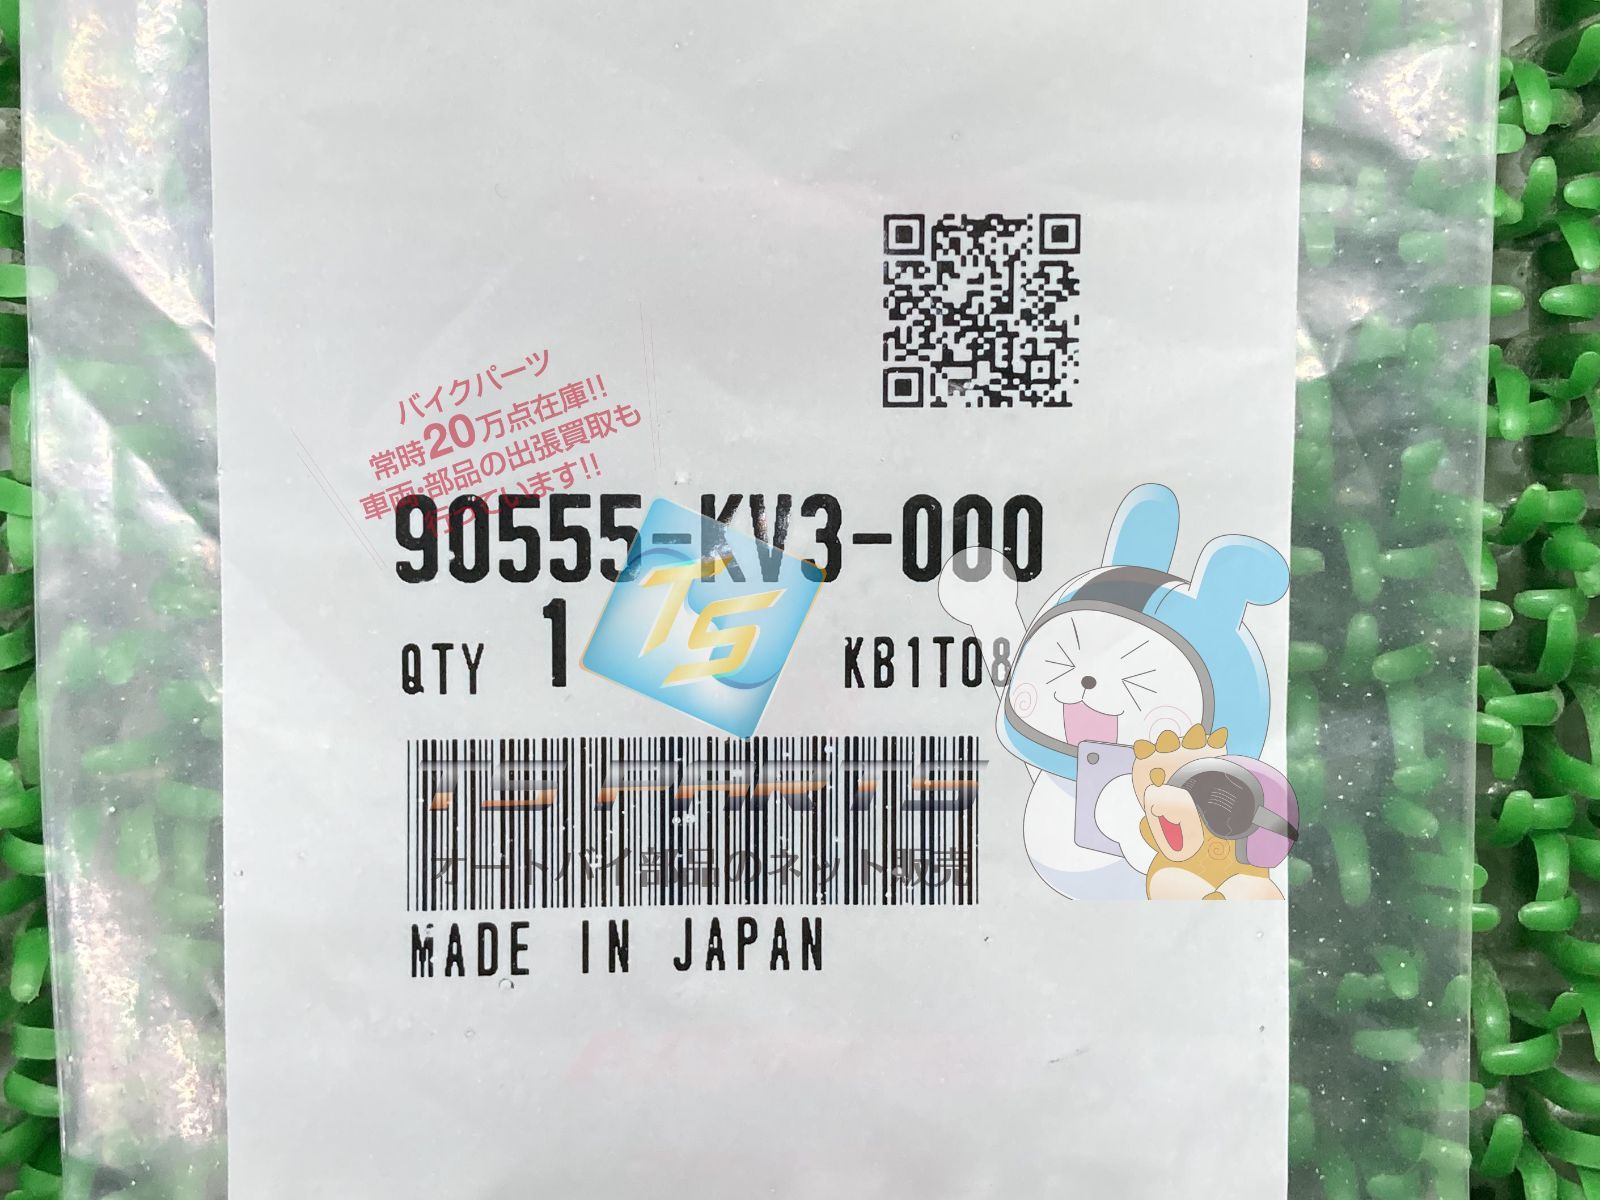 バイクパーツ
常時20万点在庫!!
車両・部品の出張買取も
行っています!!
90555-KV3-000
TS
QTY 1 KB1T08
TS PARTS
オートバイ部品のネット販売
MADE IN JAPAN